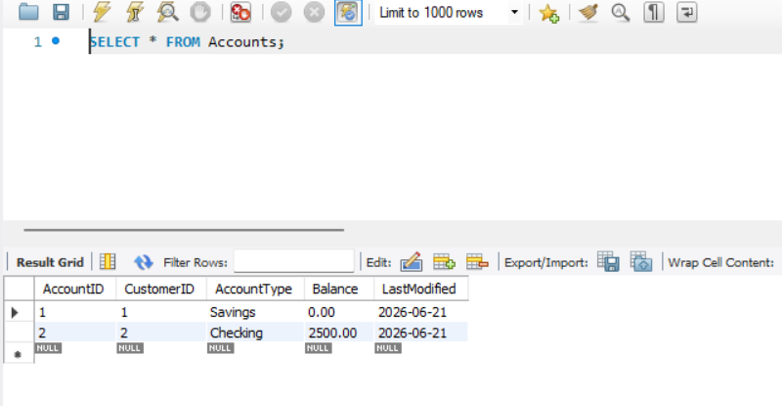 Limit to 1000 rows
1 SELECT * FROM Accounts;
Result Grid Filter Rows: Edit: Export/Import: Wrap Cell Content:
AccountID CustomerID AccountType Balance LastModified
1 1 Savings 0.00 2026-06-21
2 2 Checking 2500.00 2026-06-21
NULL NULL NULL NULL NULL